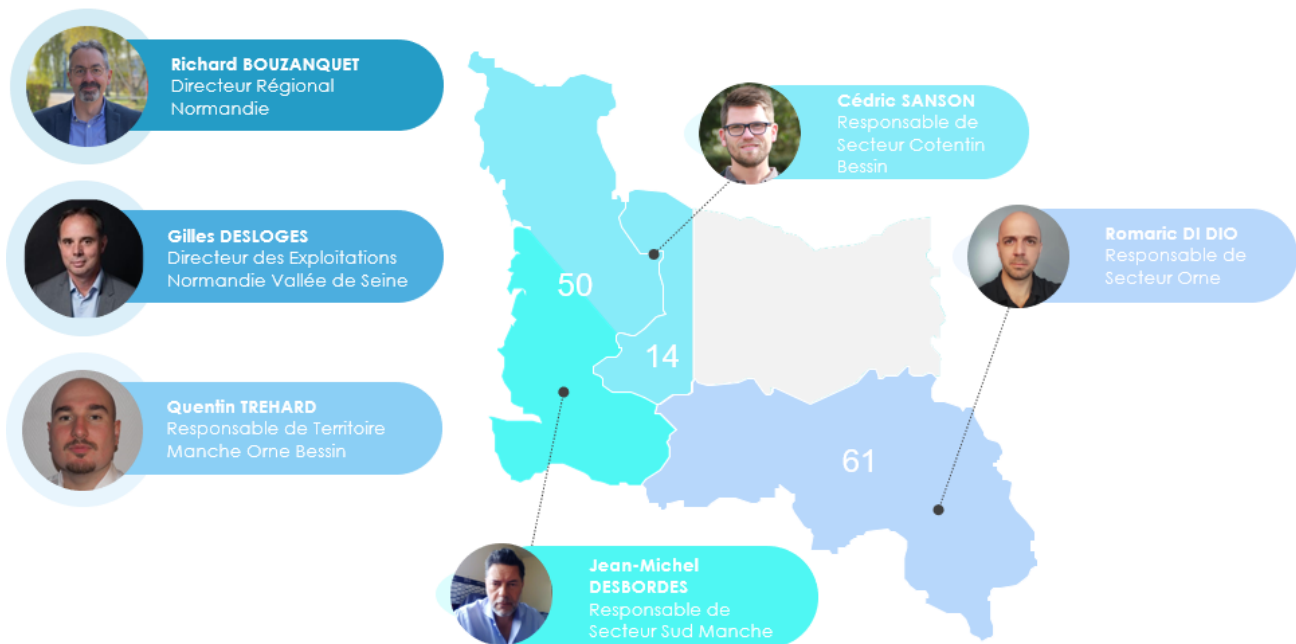 Richard BOUZANQUET
Directeur Régional
Normandie
Gilles DESLOGES
Directeur des Exploitations
Normandie Vallée de Seine
Quentin TREHARD
Responsable de Territoire
Manche Orne Bessin
Cédric SANSON
Responsable de
Secteur Cotentin
Bessin
Romaric DI DIO
Responsable de
Secteur Orne
50
14
61
Jean-Michel
DESBORDES
Responsable de
Secteur Sud Manche